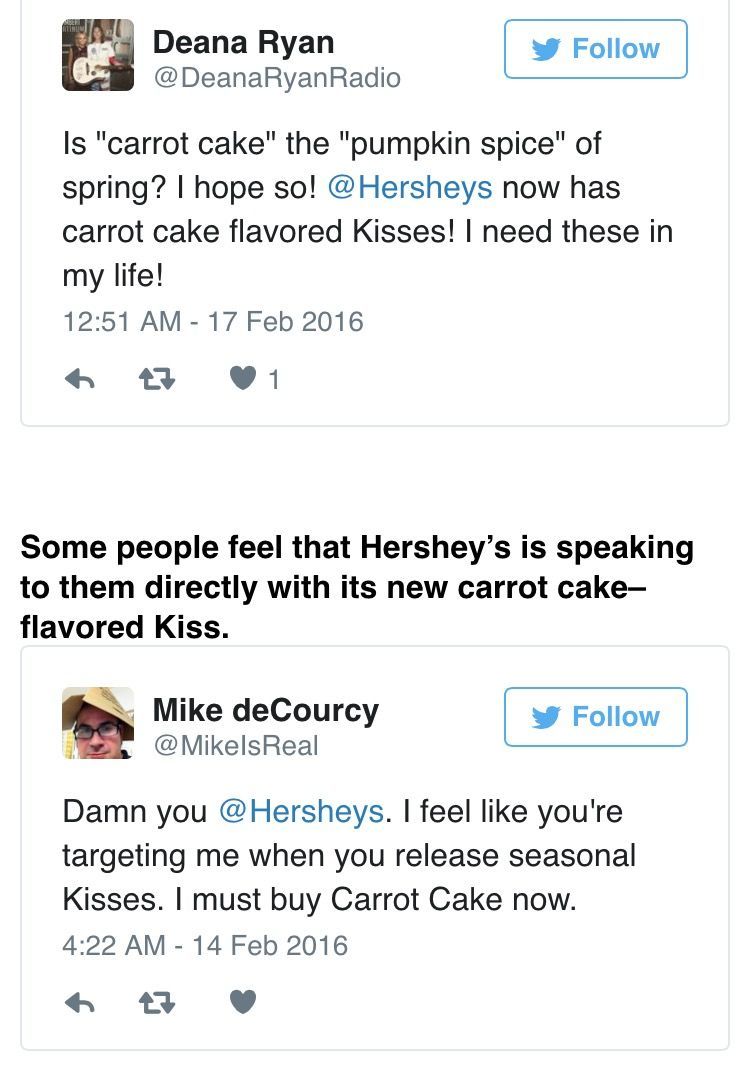 Deana Ryan
@DeanaRyanRadio
Follow
Is "carrot cake" the "pumpkin spice" of
spring? I hope so! @Hersheys now has
carrot cake flavored Kisses! I need these in
my life!
12:51 AM - 17 Feb 2016
1
Some people feel that Hershey’s is speaking
to them directly with its new carrot cake–
flavored Kiss.
Mike deCourcy
@MikeIsReal
Follow
Damn you @Hersheys. I feel like you're
targeting me when you release seasonal
Kisses. I must buy Carrot Cake now.
4:22 AM - 14 Feb 2016